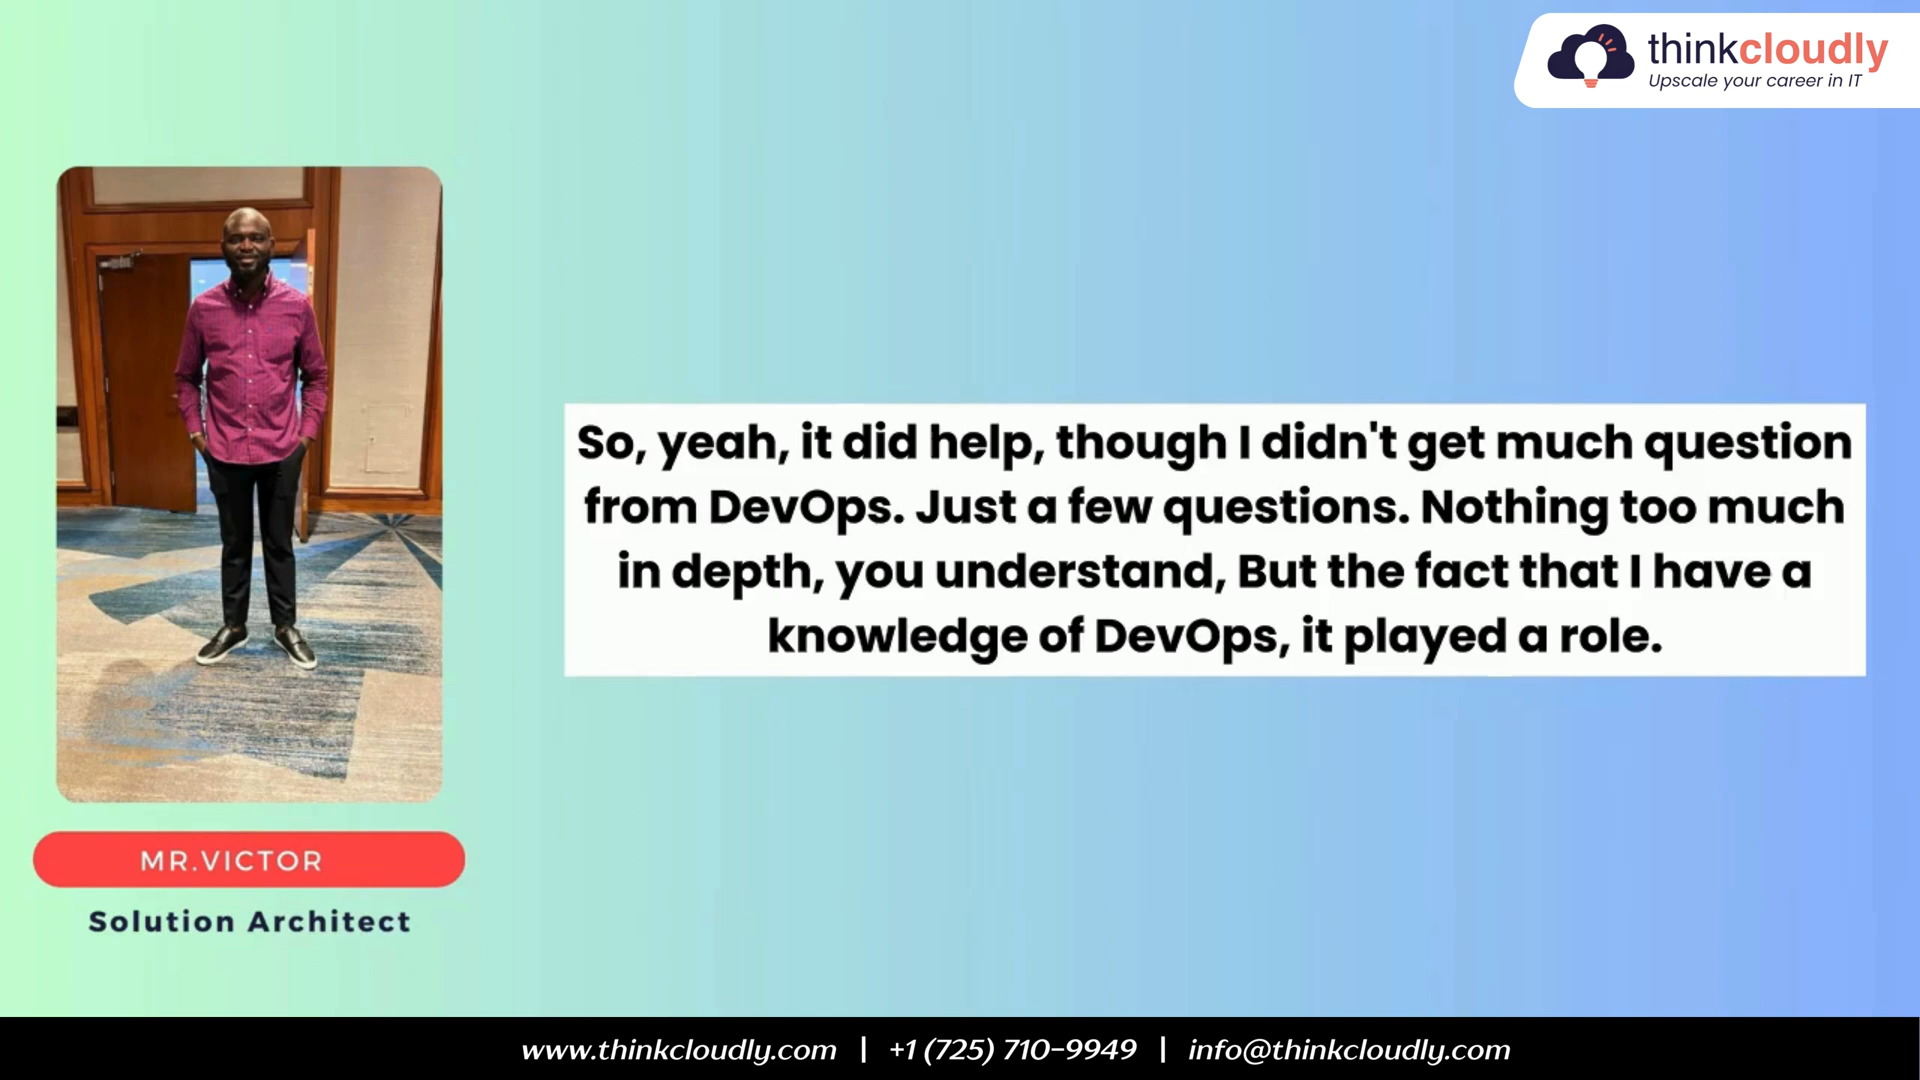 thinkcloudly
Upscale your career in IT
So, yeah, it did help, though I didn't get much question
from DevOps. Just a few questions. Nothing too much
in depth, you understand, But the fact that I have a
knowledge of DevOps, it played a role.
MR.VICTOR
Solution Architect
www.thinkcloudly.com | +1 (725) 710-9949 | info@thinkcloudly.com